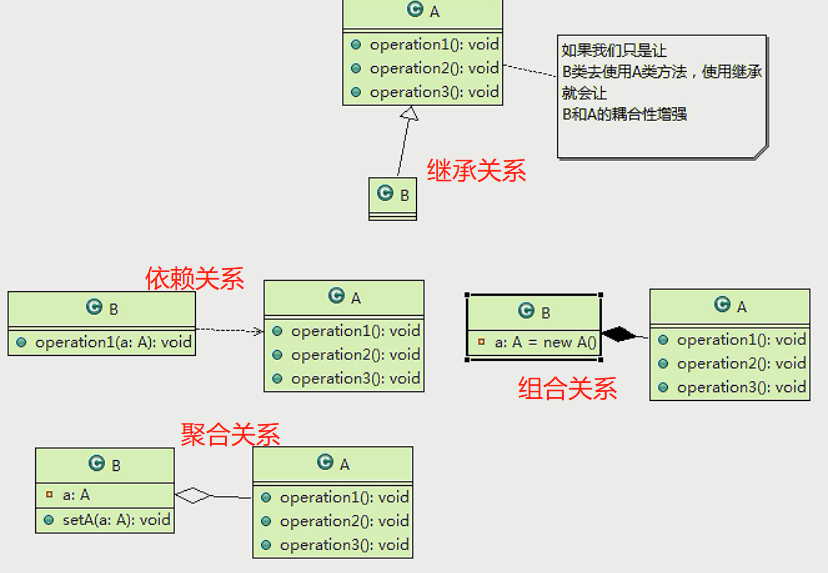 A
operation1(): void
operation2(): void
operation3(): void
如果我们只是让
B类去使用A类方法，使用继承
就会让
B和A的耦合性增强
继承关系
B
依赖关系
B
operation1(a: A): void
A
operation1(): void
operation2(): void
operation3(): void
B
a: A = new A()
A
operation1(): void
operation2(): void
operation3(): void
组合关系
聚合关系
B
a: A
setA(a: A): void
A
operation1(): void
operation2(): void
operation3(): void